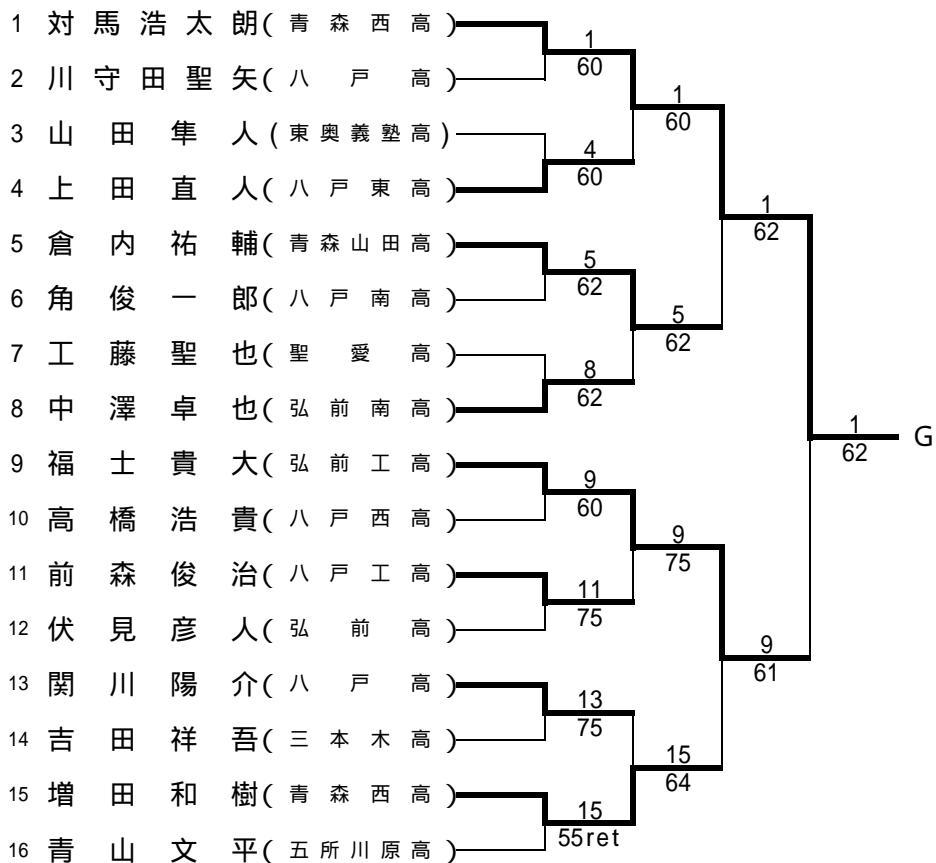 1 対馬浩太朗(青森西高)
2 川守田聖矢(八戸高)
3 山田隼人(東奥義塾高)
4 上田直人(八戸東高)
5 倉内祐輔(青森山田高)
6 角俊一郎(八戸南高)
7 工藤聖也(聖愛高)
8 中澤卓也(弘前南高)
9 福士貴大(弘前工高)
10 高橋浩貴(八戸西高)
11 前森俊治(八戸工高)
12 伏見彦人(弘前高)
13 関川陽介(八戸高)
14 吉田祥吾(三本木高)
15 増田和樹(青森西高)
16 青山文平(五所川原高)
1
60
4
60
5
62
8
62
9
60
11
75
13
75
15
55ret
1
60
5
62
9
75
15
64
1
62
9
61
1
62
G